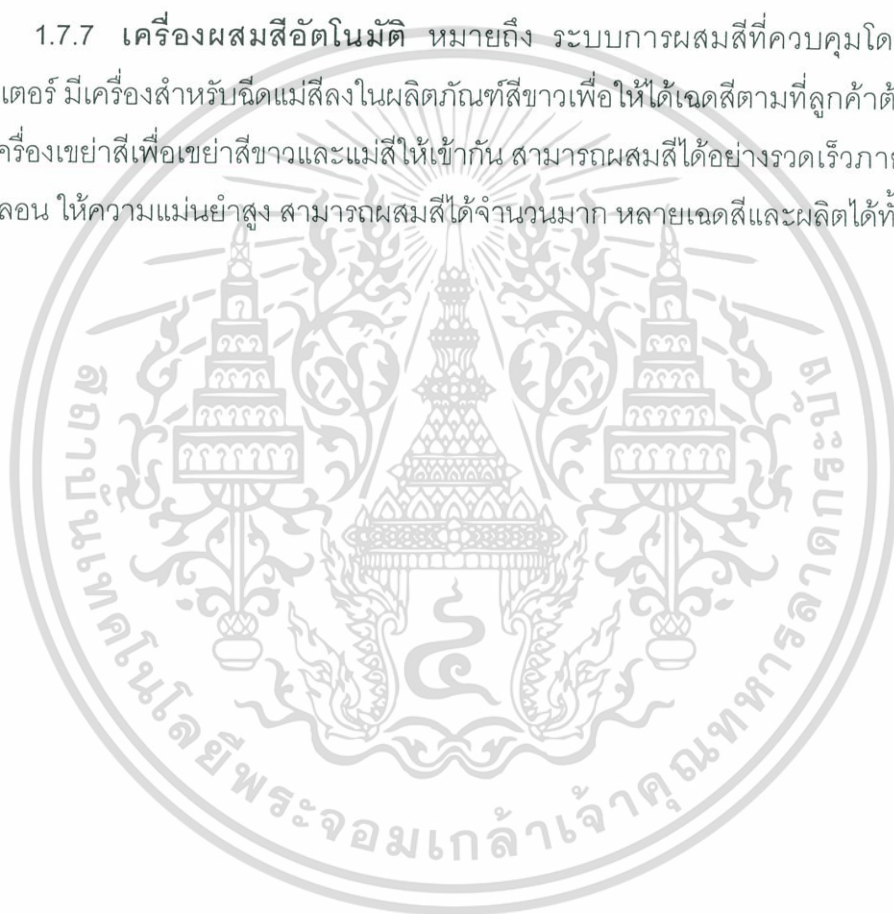 1.7.7 เครื่องผสมสีอัตโนมัติ หมายถึง ระบบการผสมสีที่ควบคุมโด
เตอร์ มีเครื่องสำหรับฉีดแม่สีลงในผลิตภัณฑ์สีขาวเพื่อให้ได้เฉดสีตามที่ลูกค้าต้
ครื่องเขย่าสีเพื่อเขย่าสีขาวและแม่สีให้เข้ากัน สามารถผสมสีได้อย่างรวดเร็วภาย
ลอน ให้ความแม่นยำสูง สามารถผสมสีได้จำนวนมาก หลายเฉดสีและผลิตได้ทั้
สถาบันเทคโนโลยีพระจอมเกล้าเจ้าคุณทหารลาดกระบัง